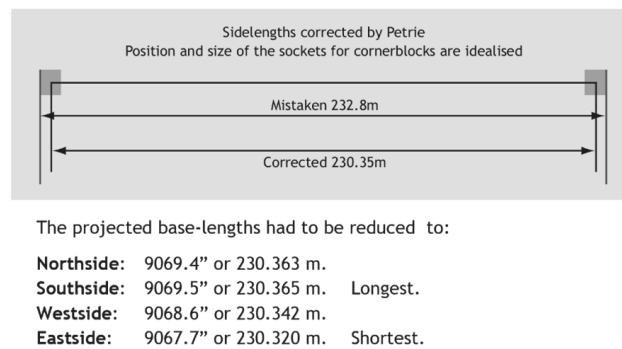 Sidelengths corrected by Petrie
Position and size of the sockets for cornerblocks are idealised
Mistaken 232.8m
Corrected 230.35m
The projected base-lengths had to be reduced to:
Northside: 9069.4” or 230.363 m.
Southside: 9069.5” or 230.365 m. Longest.
Westside: 9068.6” or 230.342 m.
Eastside: 9067.7” or 230.320 m. Shortest.